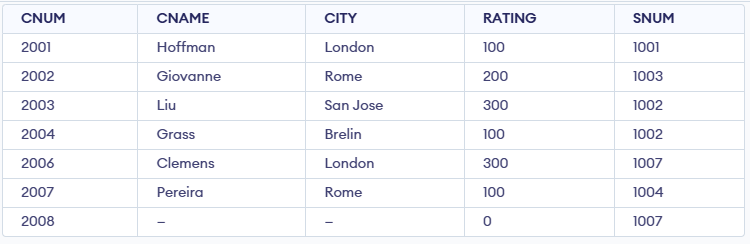 CNUM CNAME CITY RATING SNUM
2001 Hoffman London 100 1001
2002 Giovanne Rome 200 1003
2003 Liu San Jose 300 1002
2004 Grass Brelin 100 1002
2006 Clemens London 300 1007
2007 Pereira Rome 100 1004
2008 – – 0 1007